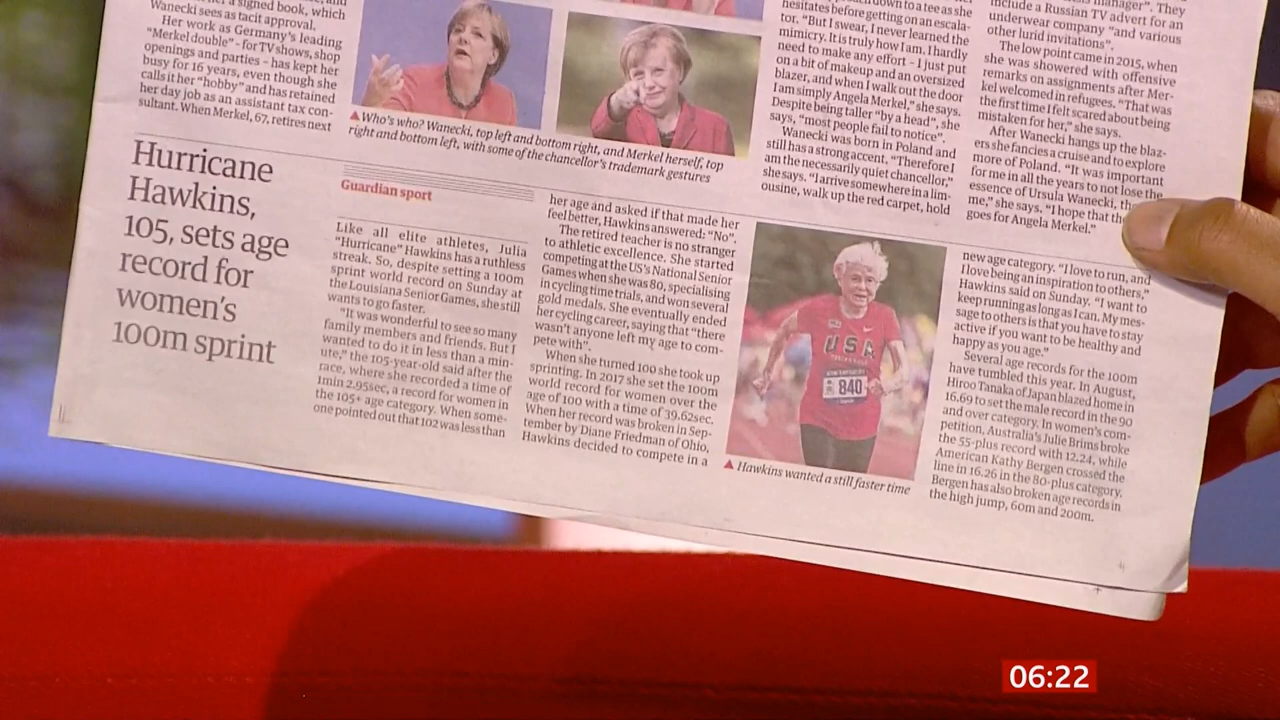 a signed book, which
Wanecki sees as tacit approval.
Her work as Germany's leading
"Merkel double" – for TV shows, shop
openings and parties – has kept her
busy for 16 years, even though she
calls it her "hobby" and has retained
her day job as an assistant tax con-
sultant. When Merkel, 67, retires next
▲ Who's who? Wanecki, top left and bottom right, and Merkel herself, top
right and bottom left, with some of the chancellor's trademark gestures
down to a tee as she
hesitates before getting on an escala-
tor. "But I swear, I never learned the
mimicry. It is truly how I am. I hardly
need to make any effort – I just put
on a bit of makeup and an oversized
blazer, and when I walk out the door
I am simply Angela Merkel," she says.
Despite being taller "by a head", she
says, "most people fail to notice".
Wanecki was born in Poland and
still has a strong accent, "Therefore I
am the necessarily quiet chancellor,"
she says. "I arrive somewhere in a lim-
ousine, walk up the red carpet, hold
manager". They
include a Russian TV advert for an
underwear company "and various
other lurid invitations".
The low point came in 2015, when
she was showered with offensive
remarks on assignments after Mer-
kel welcomed in refugees. "That was
the first time I felt scared about being
mistaken for her," she says.
After Wanecki hangs up the blaz-
ers she fancies a cruise and to explore
more of Poland. "It was important
for me in all the years to not lose the
essence of Ursula Wanecki,
me," she says. "I hope that
goes for Angela Merkel."
Hurricane
Hawkins,
105, sets age
record for
women's
100m sprint
Guardian sport
Like all elite athletes, Julia
"Hurricane" Hawkins has a ruthless
streak. So, despite setting a 100m
sprint world record on Sunday at
the Louisiana Senior Games, she still
wants to go faster.
"It was wonderful to see so many
family members and friends. But I
wanted to do it in less than a min-
ute," the 105-year-old said after the
race, where she recorded a time of
1min 2.95sec, a record for women in
the 105+ age category. When some-
one pointed out that 102 was less than
her age and asked if that made her
feel better, Hawkins answered: "No".
The retired teacher is no stranger
to athletic excellence. She started
competing at the US's National Senior
Games when she was 80, specialising
in cycling time trials, and won several
gold medals. She eventually ended
her cycling career, saying that "there
wasn't anyone left my age to com-
pete with".
When she turned 100 she took up
sprinting. In 2017 she set the 100m
world record for women over the
age of 100 with a time of 39.62sec.
When her record was broken in Sep-
tember by Diane Friedman of Ohio,
Hawkins decided to compete in a
USA
840
▲ Hawkins wanted a still faster time
new age category. "I love to run, and
I love being an inspiration to others,"
Hawkins said on Sunday. "I want to
keep running as long as I can. My mes-
sage to others is that you have to stay
active if you want to be healthy and
happy as you age."
Several age records for the 100m
have tumbled this year. In August,
Hiroo Tanaka of Japan blazed home in
16.69 to set the male record in the 90
and over category. In women's com-
petition, Australia's Julie Brims broke
the 55-plus record with 12.24, while
American Kathy Bergen crossed the
line in 16.26 in the 80-plus category.
Bergen has also broken age records in
the high jump, 60m and 200m.
06:22